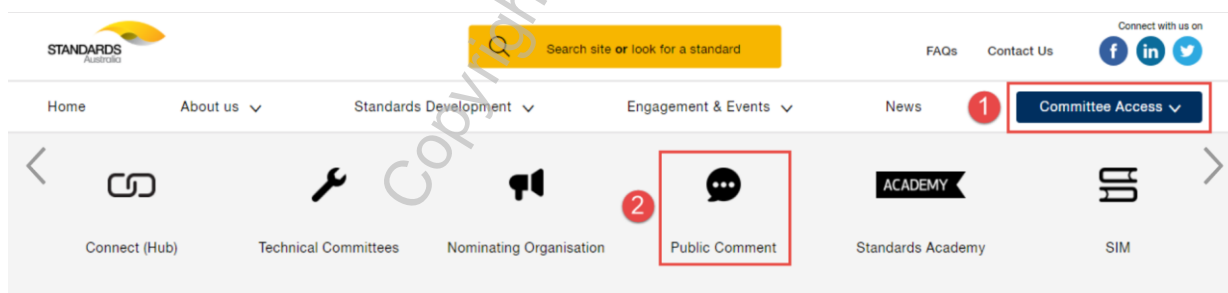 Connect with us on
STANDARDS
Australia
Search site or look for a standard
FAQs
Contact Us
f in
Home
About us
Standards Development
Engagement & Events
News
1
Committee Access
Copyright
2
ACADEMY
Connect (Hub)
Technical Committees
Nominating Organisation
Public Comment
Standards Academy
SIM